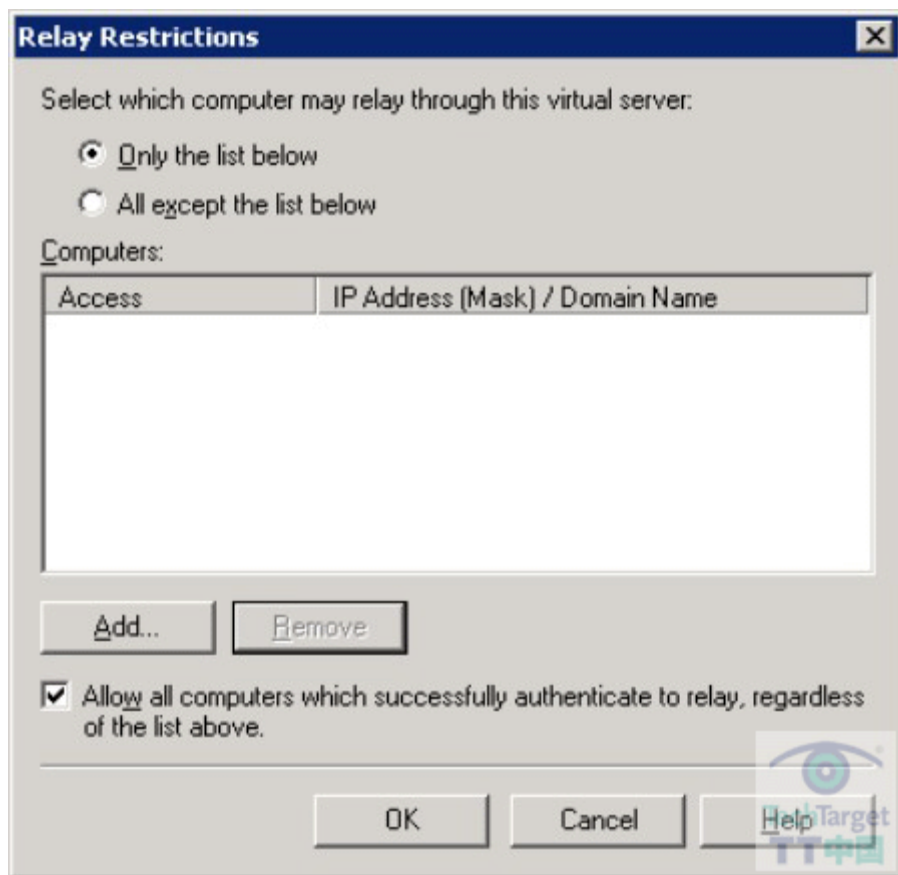 Relay Restrictions
Select which computer may relay through this virtual server:
Only the list below
All except the list below
Computers:
Access IP Address (Mask) / Domain Name
Add... Remove
Allow all computers which successfully authenticate to relay, regardless
of the list above.
OK Cancel Help
TechTarget
TT中国